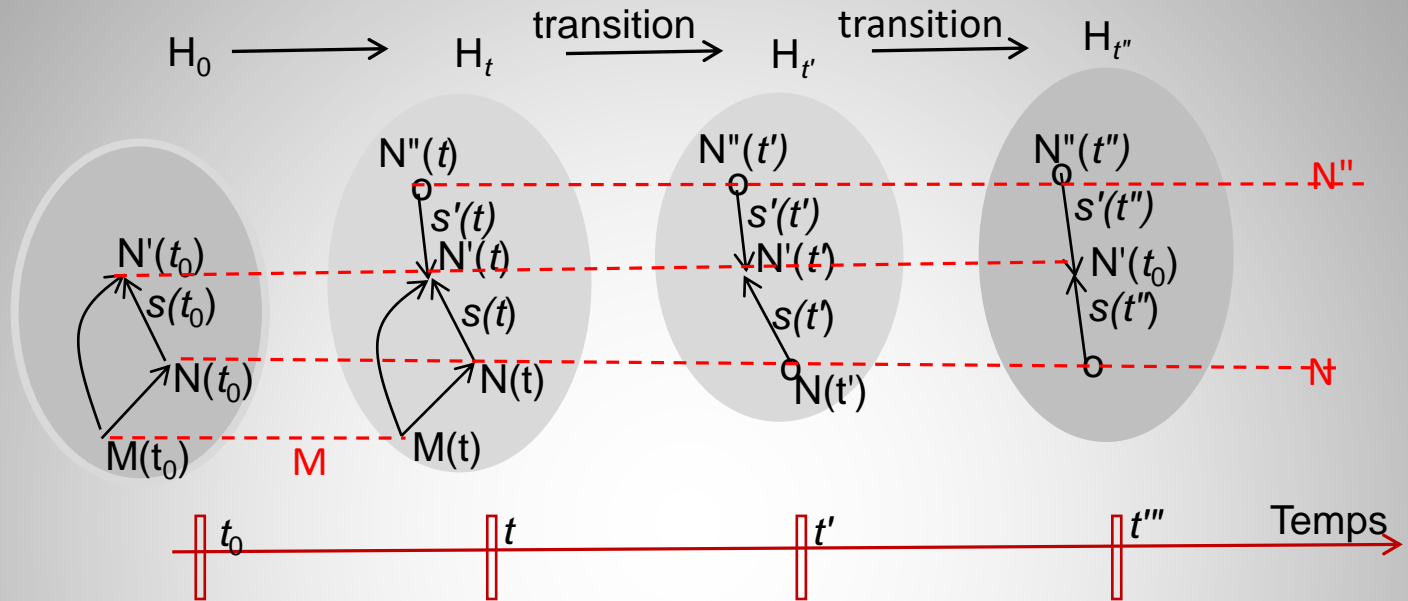 transition transition
H₀ Hₜ Hₜ' Hₜ"
N"(t) N"(t') N"(t") N"
s'(t) s'(t') s'(t")
N'(t₀) N'(t) N'(t') N'(t₀)
s(t₀) s(t) s(t') s(t")
N(t₀) N(t) N(t') N
M(t₀) M M(t)
t₀ t t' t'" Temps